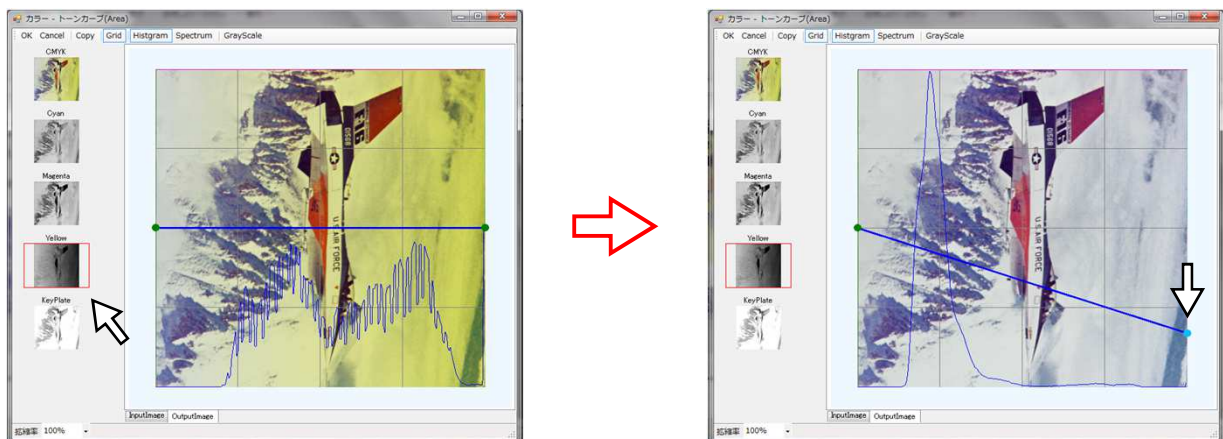 カラー - トーンカーブ(Area)
OK Cancel Copy Grid Histgram Spectrum GrayScale
CMYK
Cyan
Magenta
Yellow
KeyPlate
U.S. AIR FORCE
InputImage OutputImage
拡縮率 100%
カラー - トーンカーブ(Area)
OK Cancel Copy Grid Histgram Spectrum GrayScale
CMYK
Cyan
Magenta
Yellow
KeyPlate
U.S. AIR FORCE
InputImage OutputImage
拡縮率 100%